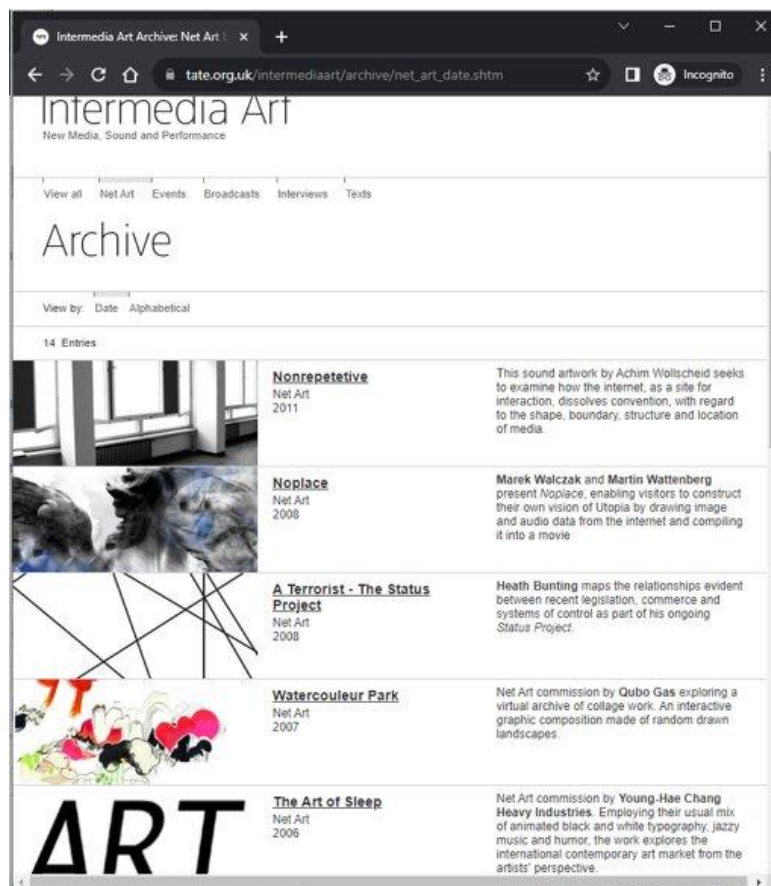 Intermedia Art Archive: Net Art b
tate.org.uk/intermediaart/archive/net_art_date.shtm
Incognito
Intermedia Art
New Media, Sound and Performance
View all Net Art Events Broadcasts Interviews Texts
Archive
View by: Date Alphabetical
14 Entries
Nonrepetetive
Net Art
2011
This sound artwork by Achim Wollscheid seeks
to examine how the internet, as a site for
interaction, dissolves convention, with regard
to the shape, boundary, structure and location
of media.
Noplace
Net Art
2008
Marek Walczak and Martin Wattenberg
present Noplace, enabling visitors to construct
their own vision of Utopia by drawing image
and audio data from the internet and compiling
it into a movie
A Terrorist - The Status
Project
Net Art
2008
Heath Bunting maps the relationships evident
between recent legislation, commerce and
systems of control as part of his ongoing
Status Project.
Watercouleur Park
Net Art
2007
Net Art commission by Qubo Gas exploring a
virtual archive of collage work. An interactive
graphic composition made of random drawn
landscapes.
ART
The Art of Sleep
Net Art
2006
Net Art commission by Young-Hae Chang
Heavy Industries. Employing their usual mix
of animated black and white typography, jazzy
music and humor, the work explores the
international contemporary art market from the
artists' perspective.